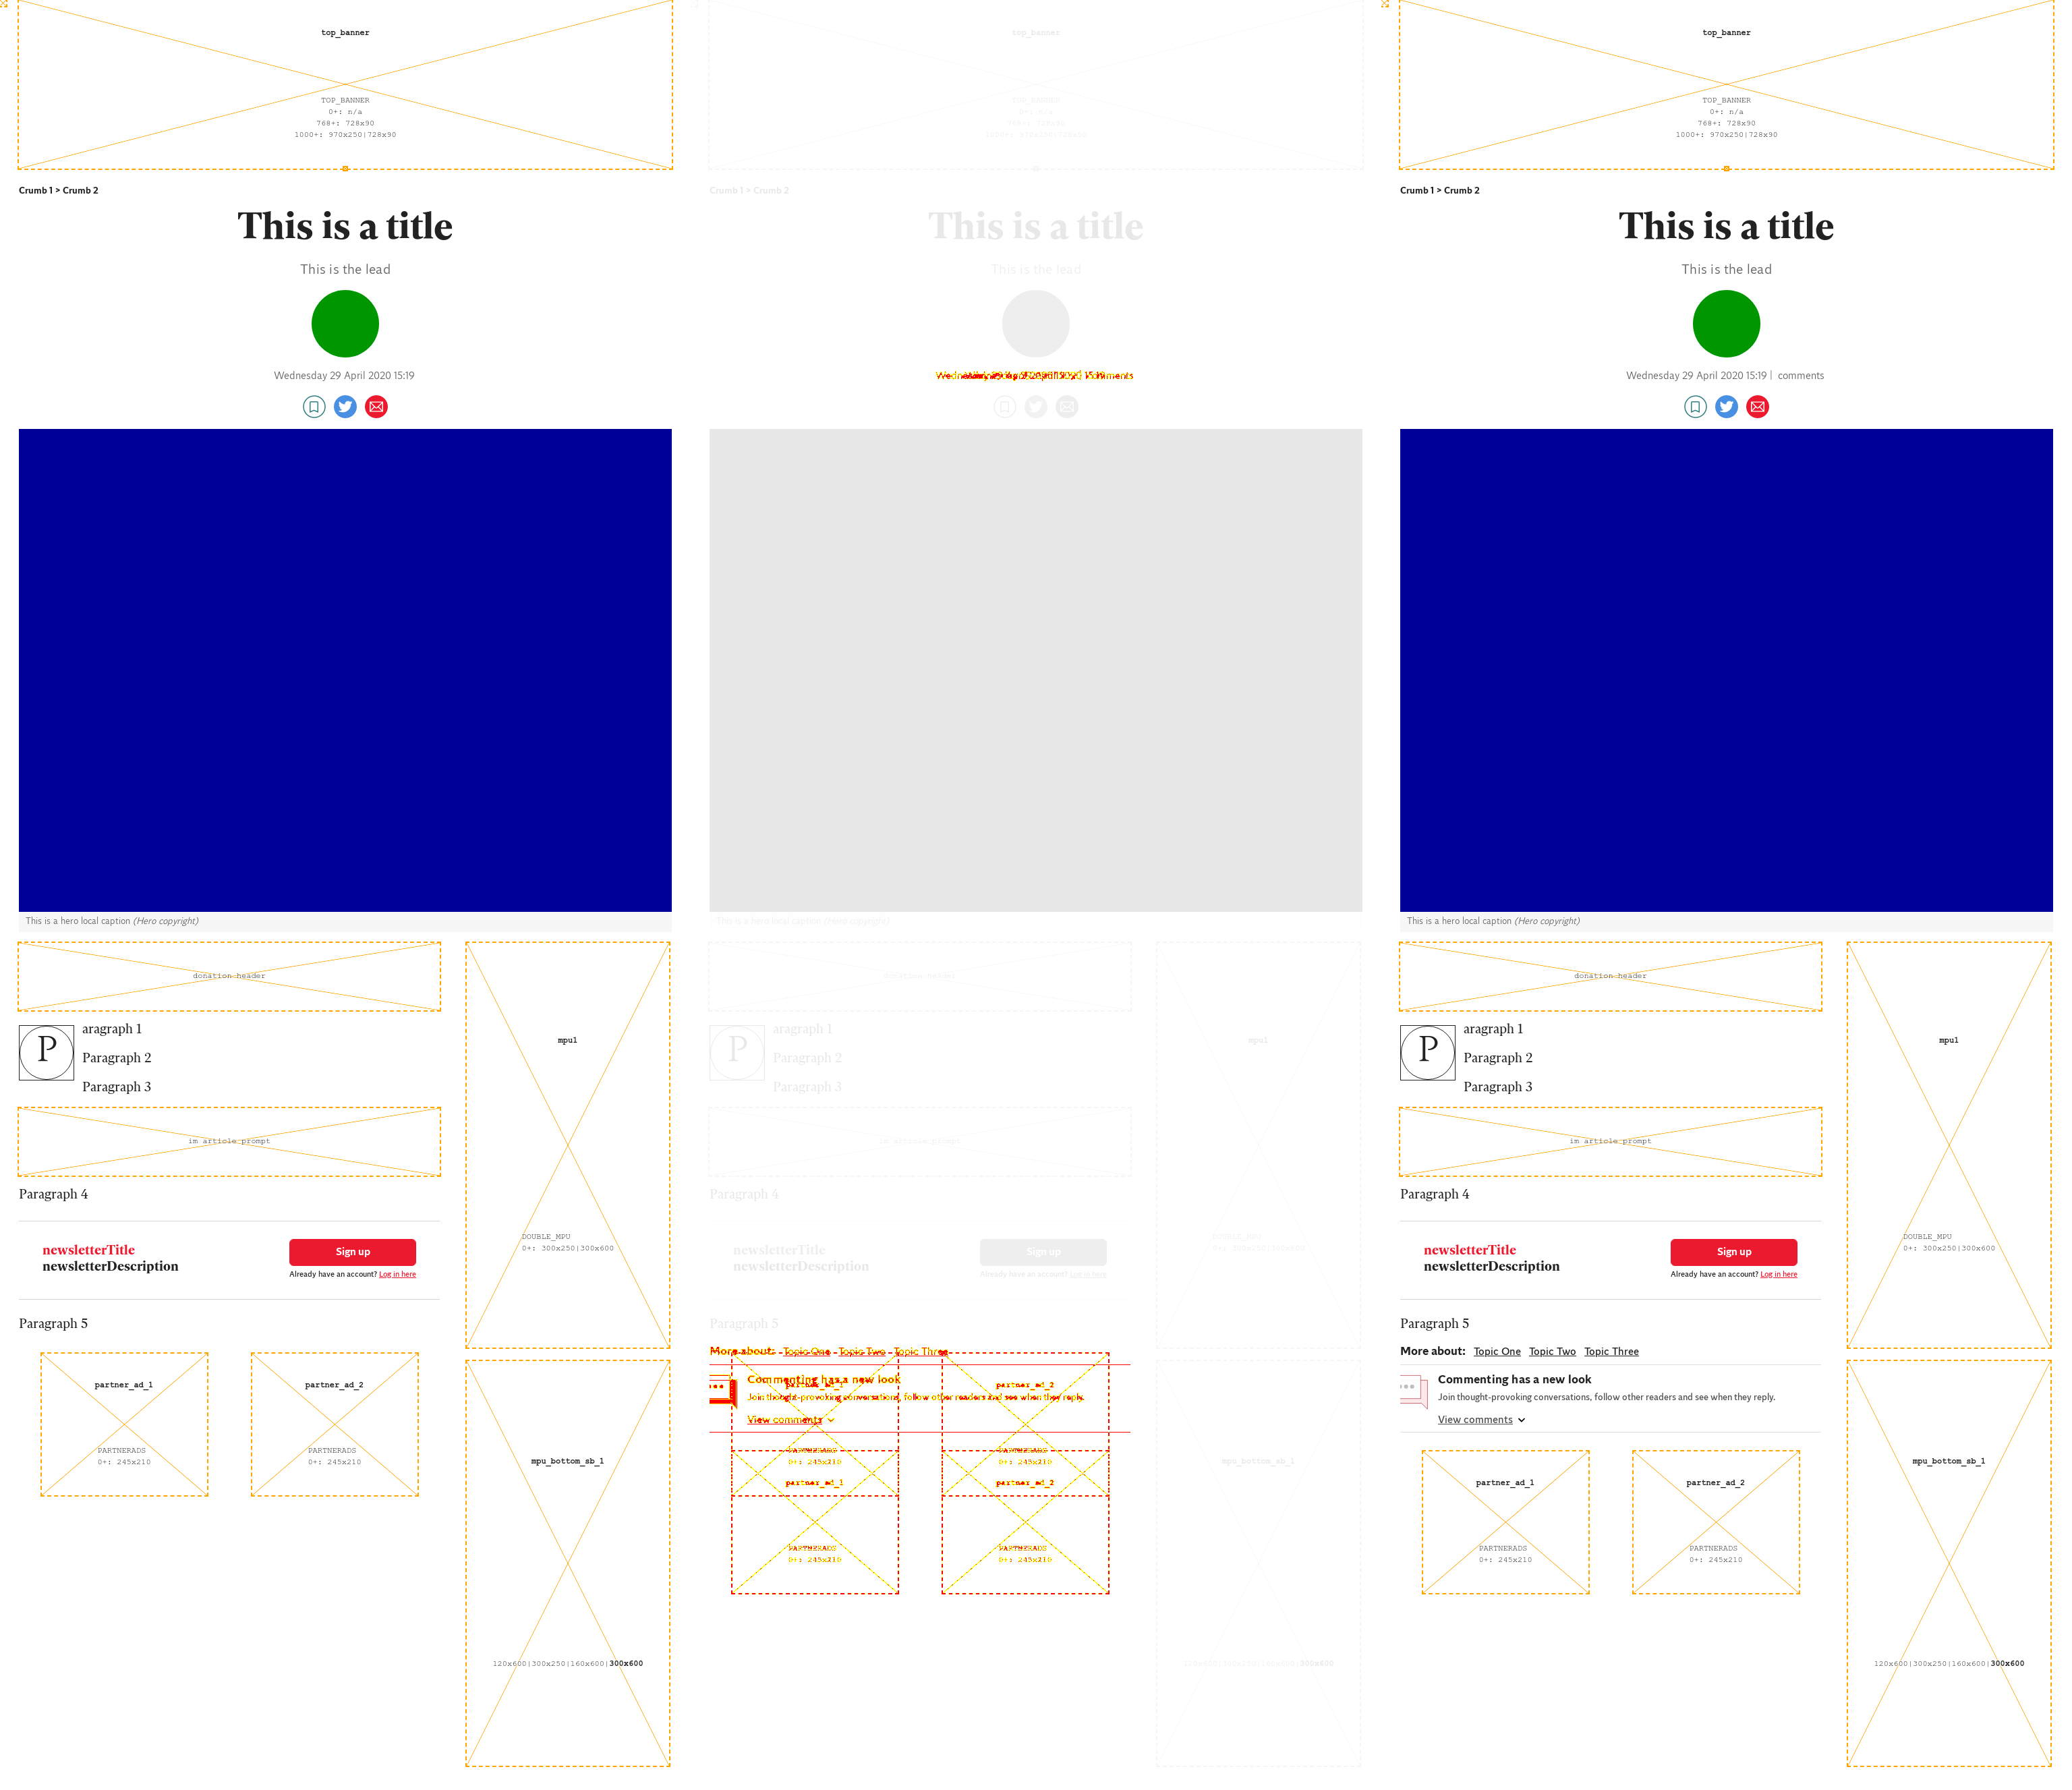 top_banner
TOP_BANNER
0+: n/a
768+: 728x90
1000+: 970x250|728x90
Crumb 1 > Crumb 2
This is a title
This is the lead
Wednesday 29 April 2020 15:19
This is a hero local caption (Hero copyright)
donation header
P
aragraph 1
Paragraph 2
Paragraph 3
im article prompt
Paragraph 4
newsletterTitle
newsletterDescription
Sign up
Already have an account? Log in here
Paragraph 5
partner_ad_1
PARTNERADS
0+: 245x210
partner_ad_2
PARTNERADS
0+: 245x210
mpu1
DOUBLE_MPU
0+: 300x250|300x600
mpu_bottom_sb_1
120x600|300x250|160x600|300x600
top_banner
TOP_BANNER
0+: n/a
768+: 728x90
1000+: 970x250|728x90
Crumb 1 > Crumb 2
This is a title
This is the lead
This is a hero local caption (Hero copyright)
donation header
P
aragraph 1
Paragraph 2
Paragraph 3
im article prompt
Paragraph 4
newsletterTitle
newsletterDescription
Sign up
Already have an account? Log in here
Paragraph 5
More about: Topic One Topic Two Topic Three
Commenting has a new look
partner_ad_1
partner_ad_2
Join thought-provoking conversations, follow other readers and see when they reply.
View comments
PARTNERADS
0+: 245x210
PARTNERADS
0+: 245x210
partner_ad_1
partner_ad_2
PARTNERADS
0+: 245x210
PARTNERADS
0+: 245x210
mpu1
DOUBLE_MPU
0+: 300x250|300x600
mpu_bottom_sb_1
120x600|300x250|160x600|300x600
top_banner
TOP_BANNER
0+: n/a
768+: 728x90
1000+: 970x250|728x90
Crumb 1 > Crumb 2
This is a title
This is the lead
Wednesday 29 April 2020 15:19 | comments
This is a hero local caption (Hero copyright)
donation header
P
aragraph 1
Paragraph 2
Paragraph 3
im article prompt
Paragraph 4
newsletterTitle
newsletterDescription
Sign up
Already have an account? Log in here
Paragraph 5
More about: Topic One Topic Two Topic Three
Commenting has a new look
Join thought-provoking conversations, follow other readers and see when they reply.
View comments
partner_ad_1
PARTNERADS
0+: 245x210
partner_ad_2
PARTNERADS
0+: 245x210
mpu1
DOUBLE_MPU
0+: 300x250|300x600
mpu_bottom_sb_1
120x600|300x250|160x600|300x600